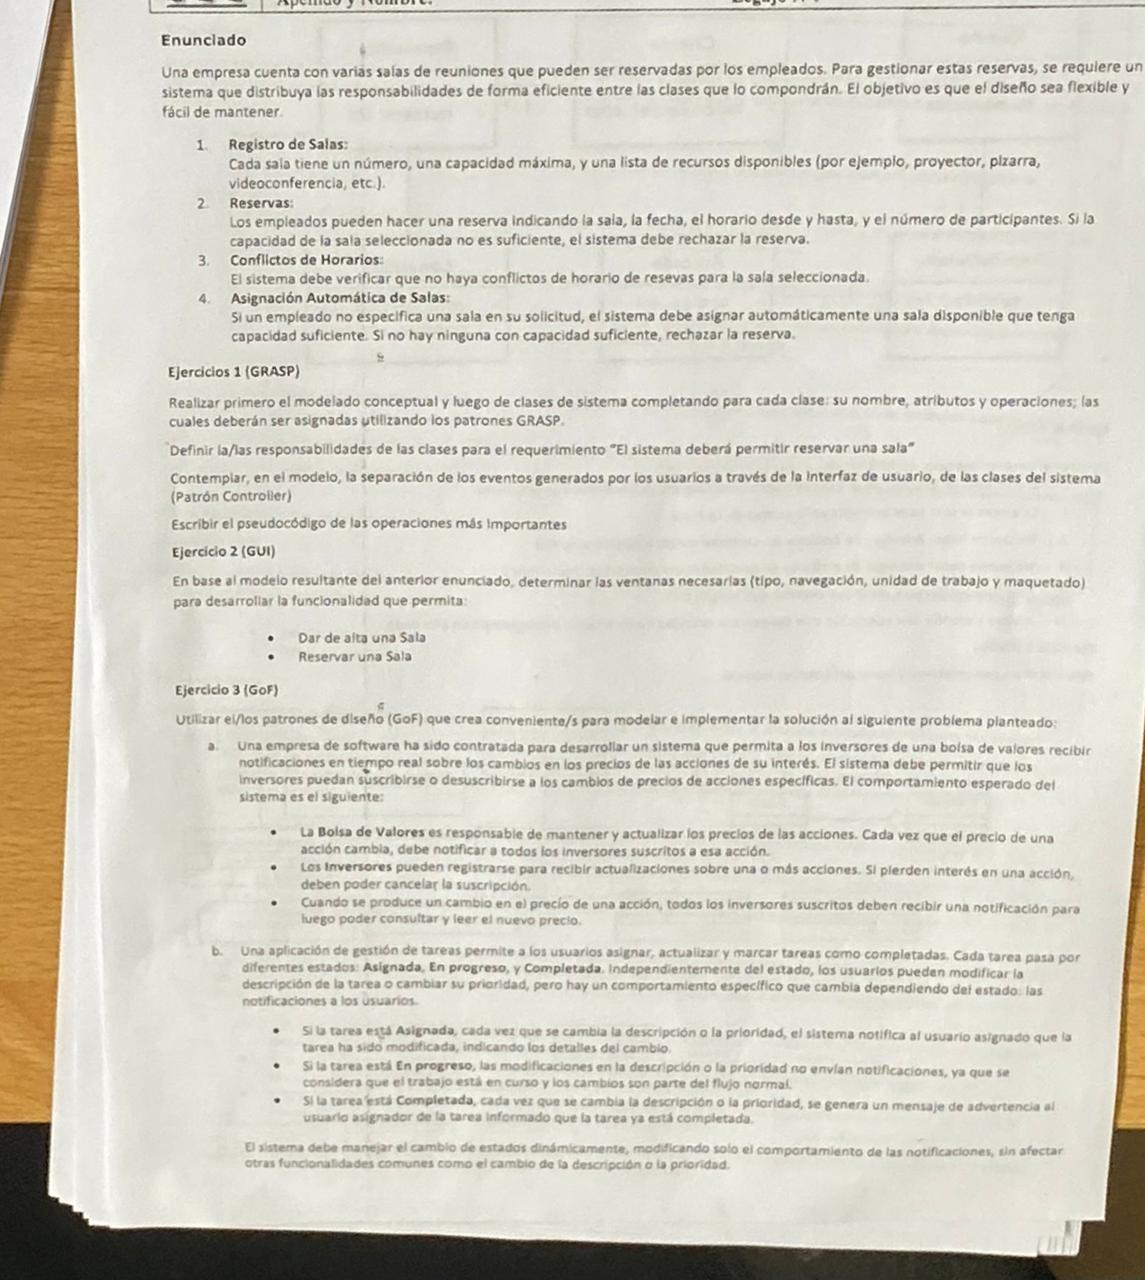 Enunciado
Una empresa cuenta con varias salas de reuniones que pueden ser reservadas por los empleados. Para gestionar estas reservas, se requiere un
sistema que distribuya las responsabilidades de forma eficiente entre las clases que lo compondrán. El objetivo es que el diseño sea flexible y
fácil de mantener.
1. Registro de Salas:
Cada sala tiene un número, una capacidad máxima, y una lista de recursos disponibles (por ejemplo, proyector, pizarra,
videoconferencia, etc.).
2. Reservas:
Los empleados pueden hacer una reserva indicando la sala, la fecha, el horario desde y hasta, y el número de participantes. Si la
capacidad de la sala seleccionada no es suficiente, el sistema debe rechazar la reserva.
3. Conflictos de Horarios:
El sistema debe verificar que no haya conflictos de horario de resevas para la sala seleccionada.
4. Asignación Automática de Salas:
Si un empleado no especifica una sala en su solicitud, el sistema debe asignar automáticamente una sala disponible que tenga
capacidad suficiente. Si no hay ninguna con capacidad suficiente, rechazar la reserva.
Ejercicios 1 (GRASP)
Realizar primero el modelado conceptual y luego de clases de sistema completando para cada clase: su nombre, atributos y operaciones; las
cuales deberán ser asignadas utilizando los patrones GRASP.
Definir la/las responsabilidades de las clases para el requerimiento "El sistema deberá permitir reservar una sala"
Contemplar, en el modelo, la separación de los eventos generados por los usuarios a través de la interfaz de usuario, de las clases del sistema
(Patrón Controller)
Escribir el pseudocódigo de las operaciones más importantes
Ejercicio 2 (GUI)
En base al modelo resultante del anterior enunciado, determinar las ventanas necesarias (tipo, navegación, unidad de trabajo y maquetado)
para desarrollar la funcionalidad que permita:
• Dar de alta una Sala
• Reservar una Sala
Ejercicio 3 (GoF)
Utilizar el/los patrones de diseño (GoF) que crea conveniente/s para modelar e implementar la solución al siguiente problema planteado:
a. Una empresa de software ha sido contratada para desarrollar un sistema que permita a los inversores de una bolsa de valores recibir
notificaciones en tiempo real sobre los cambios en los precios de las acciones de su interés. El sistema debe permitir que los
inversores puedan suscribirse o desuscribirse a los cambios de precios de acciones específicas. El comportamiento esperado del
sistema es el siguiente:
• La Bolsa de Valores es responsable de mantener y actualizar los precios de las acciones. Cada vez que el precio de una
acción cambia, debe notificar a todos los inversores suscritos a esa acción.
• Los Inversores pueden registrarse para recibir actualizaciones sobre una o más acciones. Si pierden interés en una acción,
deben poder cancelar la suscripción.
• Cuando se produce un cambio en el precio de una acción, todos los inversores suscritos deben recibir una notificación para
luego poder consultar y leer el nuevo precio.
b. Una aplicación de gestión de tareas permite a los usuarios asignar, actualizar y marcar tareas como completadas. Cada tarea pasa por
diferentes estados: Asignada, En progreso, y Completada. Independientemente del estado, los usuarios pueden modificar la
descripción de la tarea o cambiar su prioridad, pero hay un comportamiento específico que cambia dependiendo del estado: las
notificaciones a los usuarios.
• Si la tarea está Asignada, cada vez que se cambia la descripción o la prioridad, el sistema notifica al usuario asignado que la
tarea ha sido modificada, indicando los detalles del cambio.
• Si la tarea está En progreso, las modificaciones en la descripción o la prioridad no envían notificaciones, ya que se
considera que el trabajo está en curso y los cambios son parte del flujo normal.
• Si la tarea está Completada, cada vez que se cambia la descripción o la prioridad, se genera un mensaje de advertencia al
usuario asignador de la tarea informado que la tarea ya está completada.
El sistema debe manejar el cambio de estados dinámicamente, modificando solo el comportamiento de las notificaciones, sin afectar
otras funcionalidades comunes como el cambio de la descripción o la prioridad.